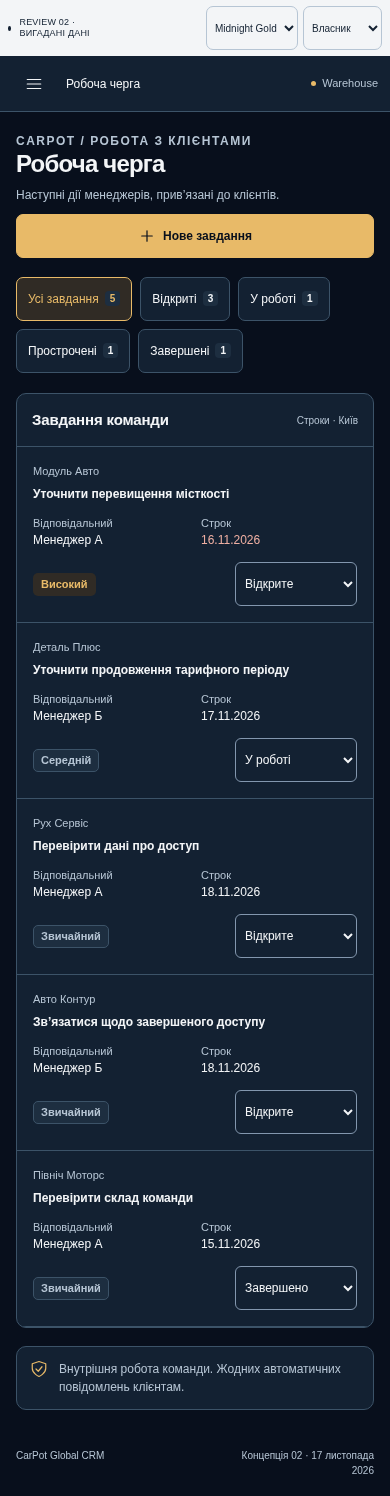 REVIEW 02 ·
ВИГАДАНІ ДАНІ
Midnight Gold
Власник
Робоча черга
Warehouse
CARPOT / РОБОТА З КЛІЄНТАМИ
Робоча черга
Наступні дії менеджерів, прив’язані до клієнтів.
Нове завдання
Усі завдання 5
Відкриті 3
У роботі 1
Прострочені 1
Завершені 1
Завдання команди
Строки · Київ
Модуль Авто
Уточнити перевищення місткості
Відповідальний Строк
Менеджер А 16.11.2026
Високий Відкрите
Деталь Плюс
Уточнити продовження тарифного періоду
Відповідальний Строк
Менеджер Б 17.11.2026
Середній У роботі
Рух Сервіс
Перевірити дані про доступ
Відповідальний Строк
Менеджер А 18.11.2026
Звичайний Відкрите
Авто Контур
Зв’язатися щодо завершеного доступу
Відповідальний Строк
Менеджер Б 18.11.2026
Звичайний Відкрите
Північ Моторс
Перевірити склад команди
Відповідальний Строк
Менеджер А 15.11.2026
Звичайний Завершено
Внутрішня робота команди. Жодних автоматичних
повідомлень клієнтам.
CarPot Global CRM
Концепція 02 · 17 листопада
2026